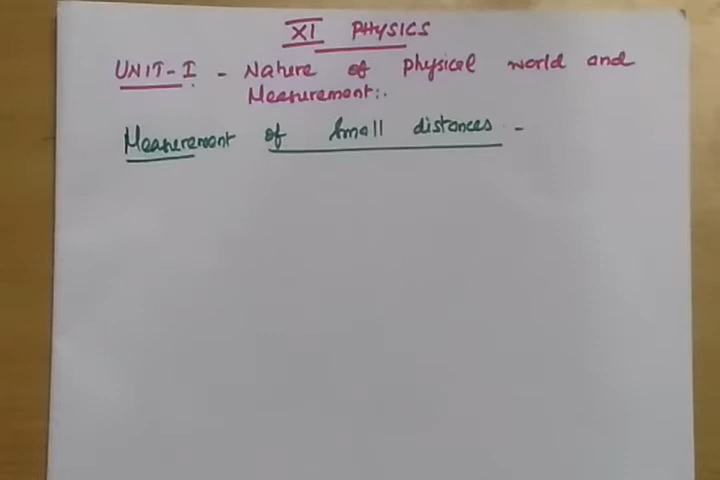 XI PHYSICS
UNIT-I - Nature of physical world and
Measurement:.
Measurement of small distances -